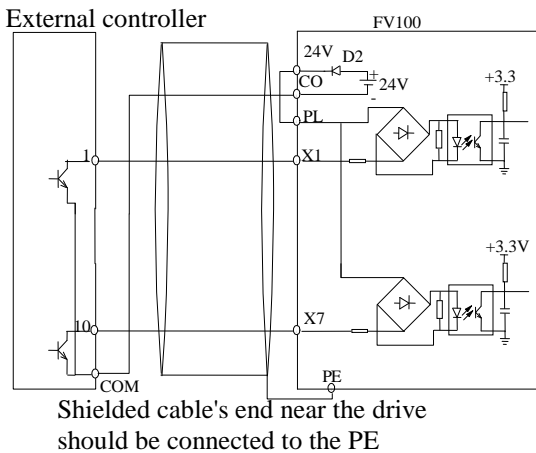 External controller
FV100
24V
D2
CO
+
24V
-
+3.3
PL
1
X1
+3.3V
10
X7
COM
PE
Shielded cable's end near the drive
should be connected to the PE